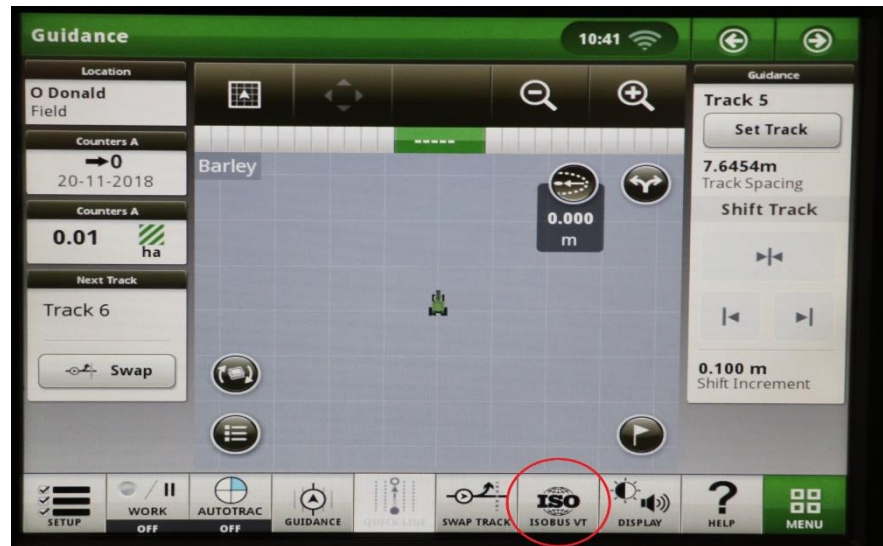 Guidance
10:41
Location
O Donald
Field
Counters A
0
20-11-2018
Counters A
0.01
ha
Next Track
Track 6
Swap
Barley
-----
0.000
m
Guidance
Track 5
Set Track
7.6454m
Track Spacing
Shift Track
0.100 m
Shift Increment
SETUP
WORK
OFF
AUTOTRAC
OFF
GUIDANCE
QUICK LINE
SWAP TRACK
ISO
ISOBUS VT
DISPLAY
?
HELP
MENU